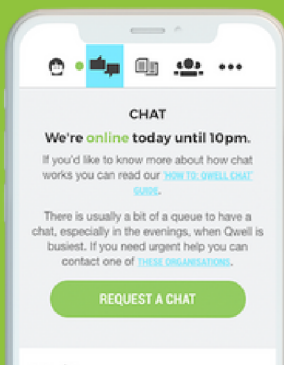 CHAT
We're online today until 10pm.
If you'd like to know more about how chat
works you can read our 'HOW TO: QWELL CHAT'
GUIDE.
There is usually a bit of a queue to have a
chat, especially in the evenings, when Qwell is
busiest. If you need urgent help you can
contact one of THESE ORGANISATIONS.
REQUEST A CHAT